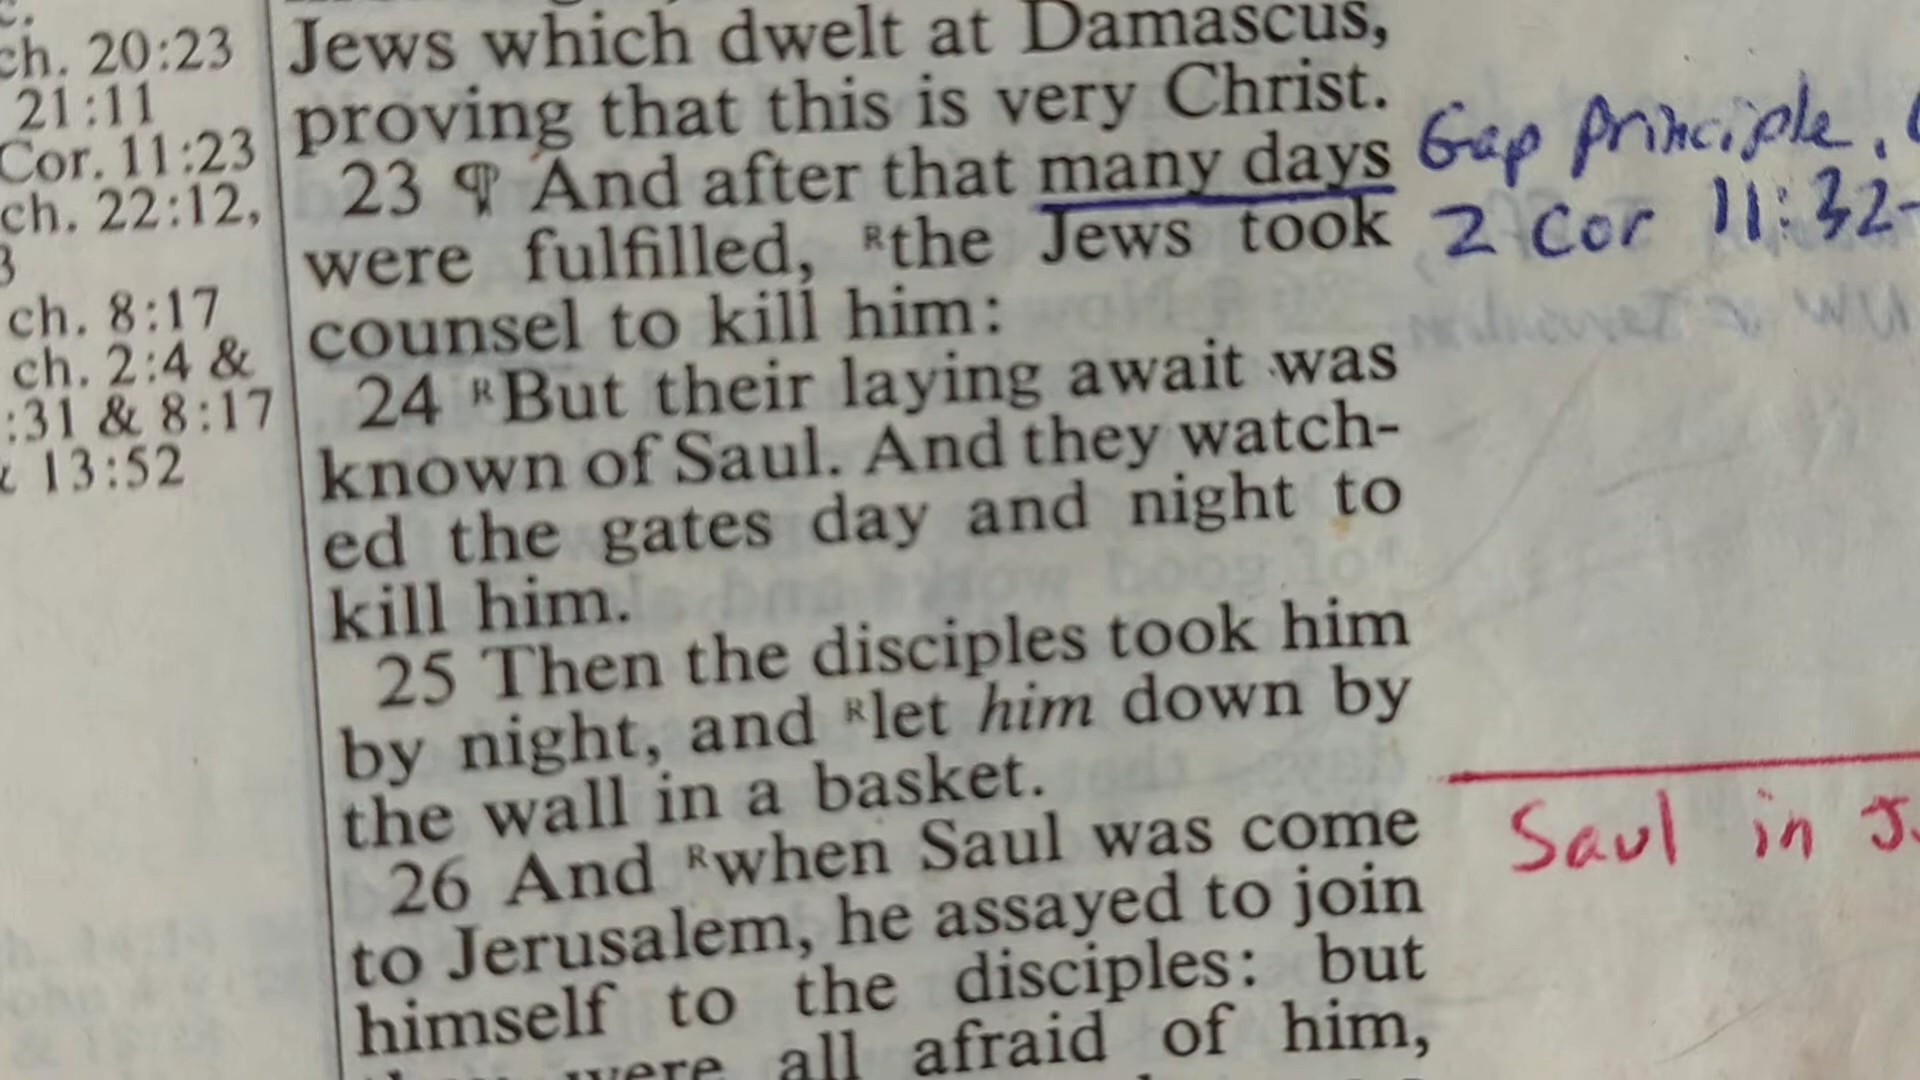 ch. 20:23
21:11
Cor. 11:23
ch. 22:12,
3
ch. 8:17
ch. 2:4 &
:31 & 8:17
& 13:52
Jews which dwelt at Damascus,
proving that this is very Christ.
23 ¶ And after that many days
were fulfilled, ᴿthe Jews took
counsel to kill him:
24 ᴿBut their laying await was
known of Saul. And they watch-
ed the gates day and night to
kill him.
25 Then the disciples took him
by night, and ᴿlet him down by
the wall in a basket.
26 And ᴿwhen Saul was come
to Jerusalem, he assayed to join
himself to the disciples: but
they were all afraid of him,
Gap principle.
2 Cor 11:32-
Saul in J